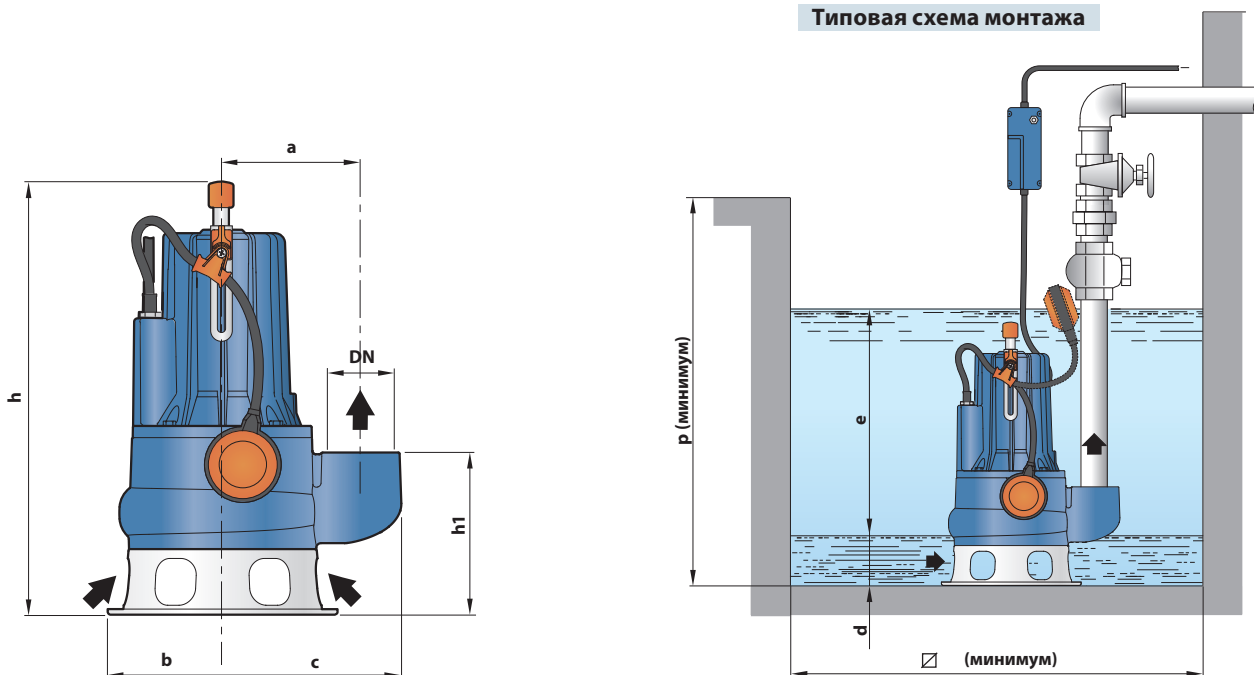 Типовая схема монтажа
a
DN
h
h1
b
c
p (минимум)
e
d
(минимум)